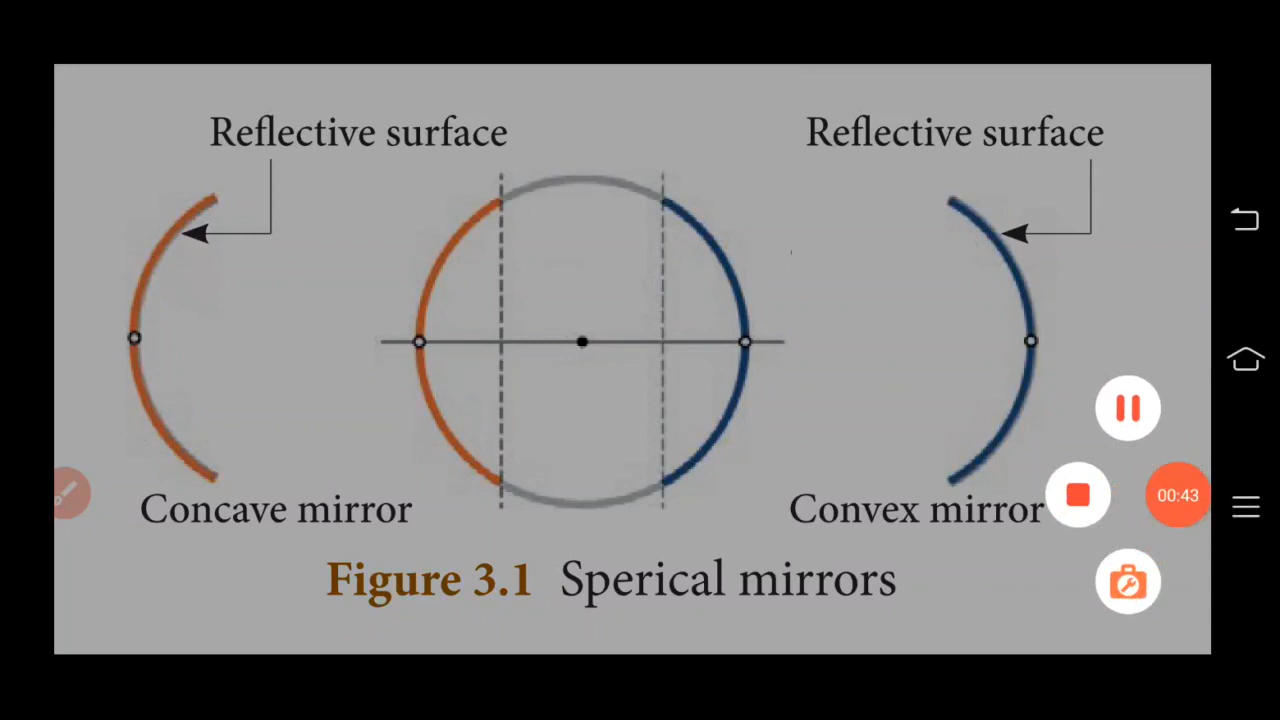 Reflective surface
Reflective surface
Concave mirror
Convex mirror
00:43
Figure 3.1 Sperical mirrors